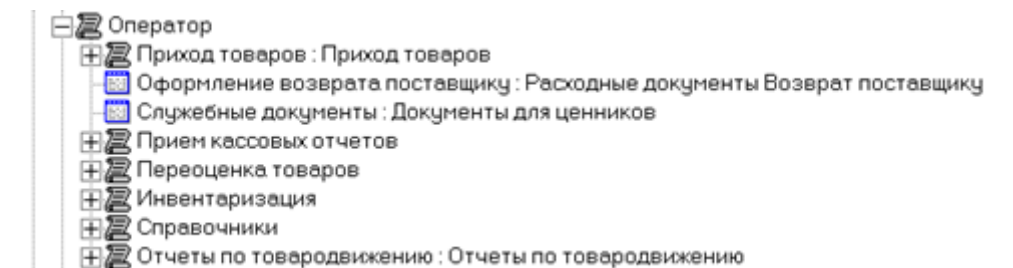 Оператор
Приход товаров : Приход товаров
Оформление возврата поставщику : Расходные документы Возврат поставщику
Служебные документы : Документы для ценников
Прием кассовых отчетов
Переоценка товаров
Инвентаризация
Справочники
Отчеты по товародвижению : Отчеты по товародвижению